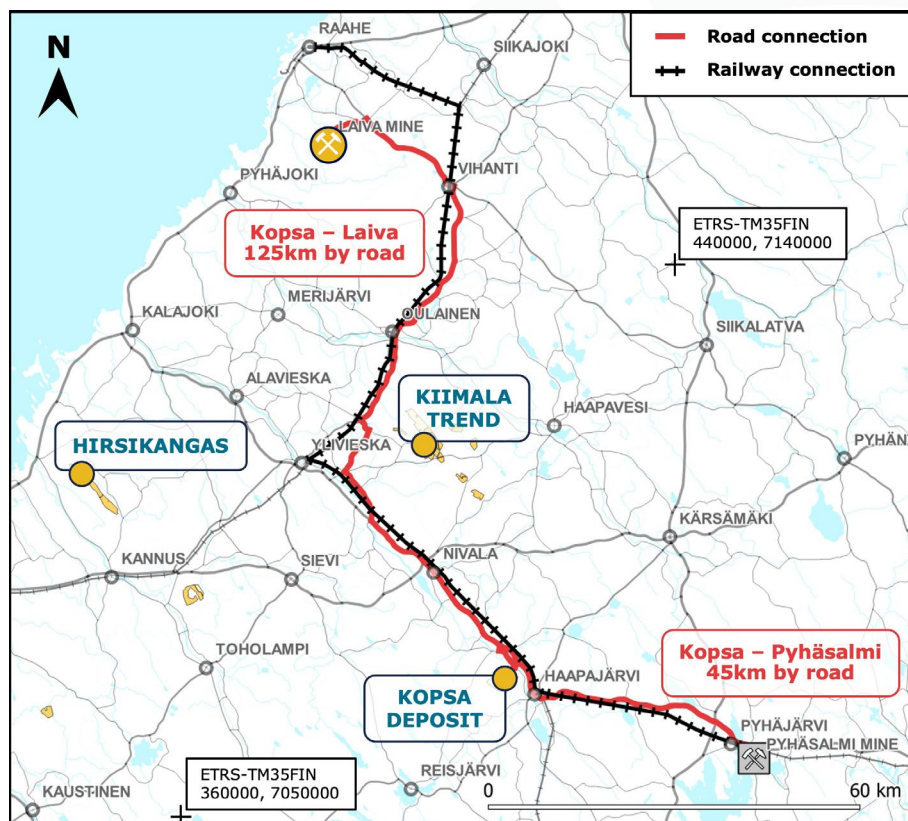 N
RAAHE
SIIKAJOKI
Road connection
Railway connection
LAIVA MINE
VIHANTI
PYHÄJOKI
Kopsa – Laiva
125km by road
ETRS-TM35FIN
440000, 7140000
MERIJÄRVI
KALAJOKI
OULAINEN
SIIKALATVA
ALAVIESKA
KIIMALA
TREND
HAAPAVESI
HIRSIKANGAS
YLIVIESKA
KÄRSÄMÄKI
NIVALA
KANNUS
SIEVI
TOHOLAMPI
Kopsa – Pyhäsalmi
45km by road
HAAPAJÄRVI
KOPSA
DEPOSIT
PYHÄJÄRVI
PYHÄSALMI MINE
ETRS-TM35FIN
360000, 7050000
REISJÄRVI
KAUSTINEN
0 60 km